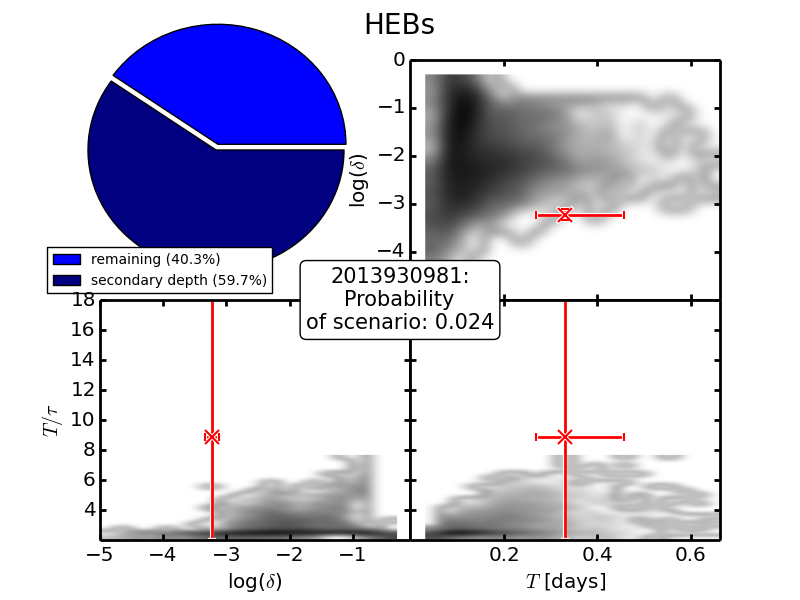 HEBs
0
−1
−2
−3
−4
log(δ)
remaining (40.3%)
secondary depth (59.7%)
2013930981:
Probability
of scenario: 0.024
18
16
14
12
10
8
6
4
T/τ
−5 −4 −3 −2 −1
log(δ)
0.2 0.4 0.6
T [days]